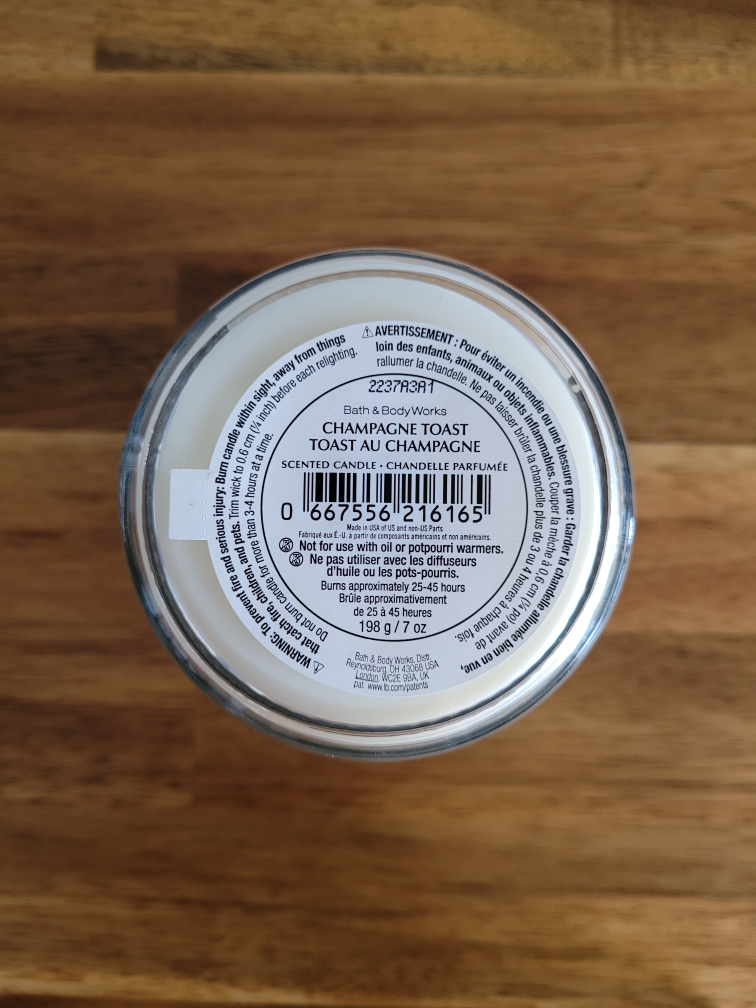 ⚠ WARNING: To prevent fire and serious injury: Burn candle within sight, away from things
that catch fire, children, and pets. Trim wick to 0.6 cm (¼ inch) before each relighting.
Do not burn candle for more than 3-4 hours at a time.
⚠ AVERTISSEMENT : Pour éviter un incendie ou une blessure grave : Garder la chandelle allumée bien en vue,
loin des enfants, animaux ou objets inflammables. Couper la mèche à 0,6 cm (¼ po) avant de
rallumer la chandelle. Ne pas laisser brûler la chandelle plus de 3 ou 4 heures à chaque fois.
2237A3A1
Bath & Body Works
CHAMPAGNE TOAST
TOAST AU CHAMPAGNE
SCENTED CANDLE • CHANDELLE PARFUMÉE
0 667556 216165
Made in USA of US and non-US Parts
Fabriqué aux É.-U. à partir de composants américains et non américains.
Not for use with oil or potpourri warmers.
Ne pas utiliser avec les diffuseurs
d'huile ou les pots-pourris.
Burns approximately 25-45 hours
Brûle approximativement
de 25 à 45 heures
198 g / 7 oz
Bath & Body Works, Distr.
Reynoldsburg, OH 43068 USA
London, WC2E 9BA, UK
pat. www.lb.com/patents